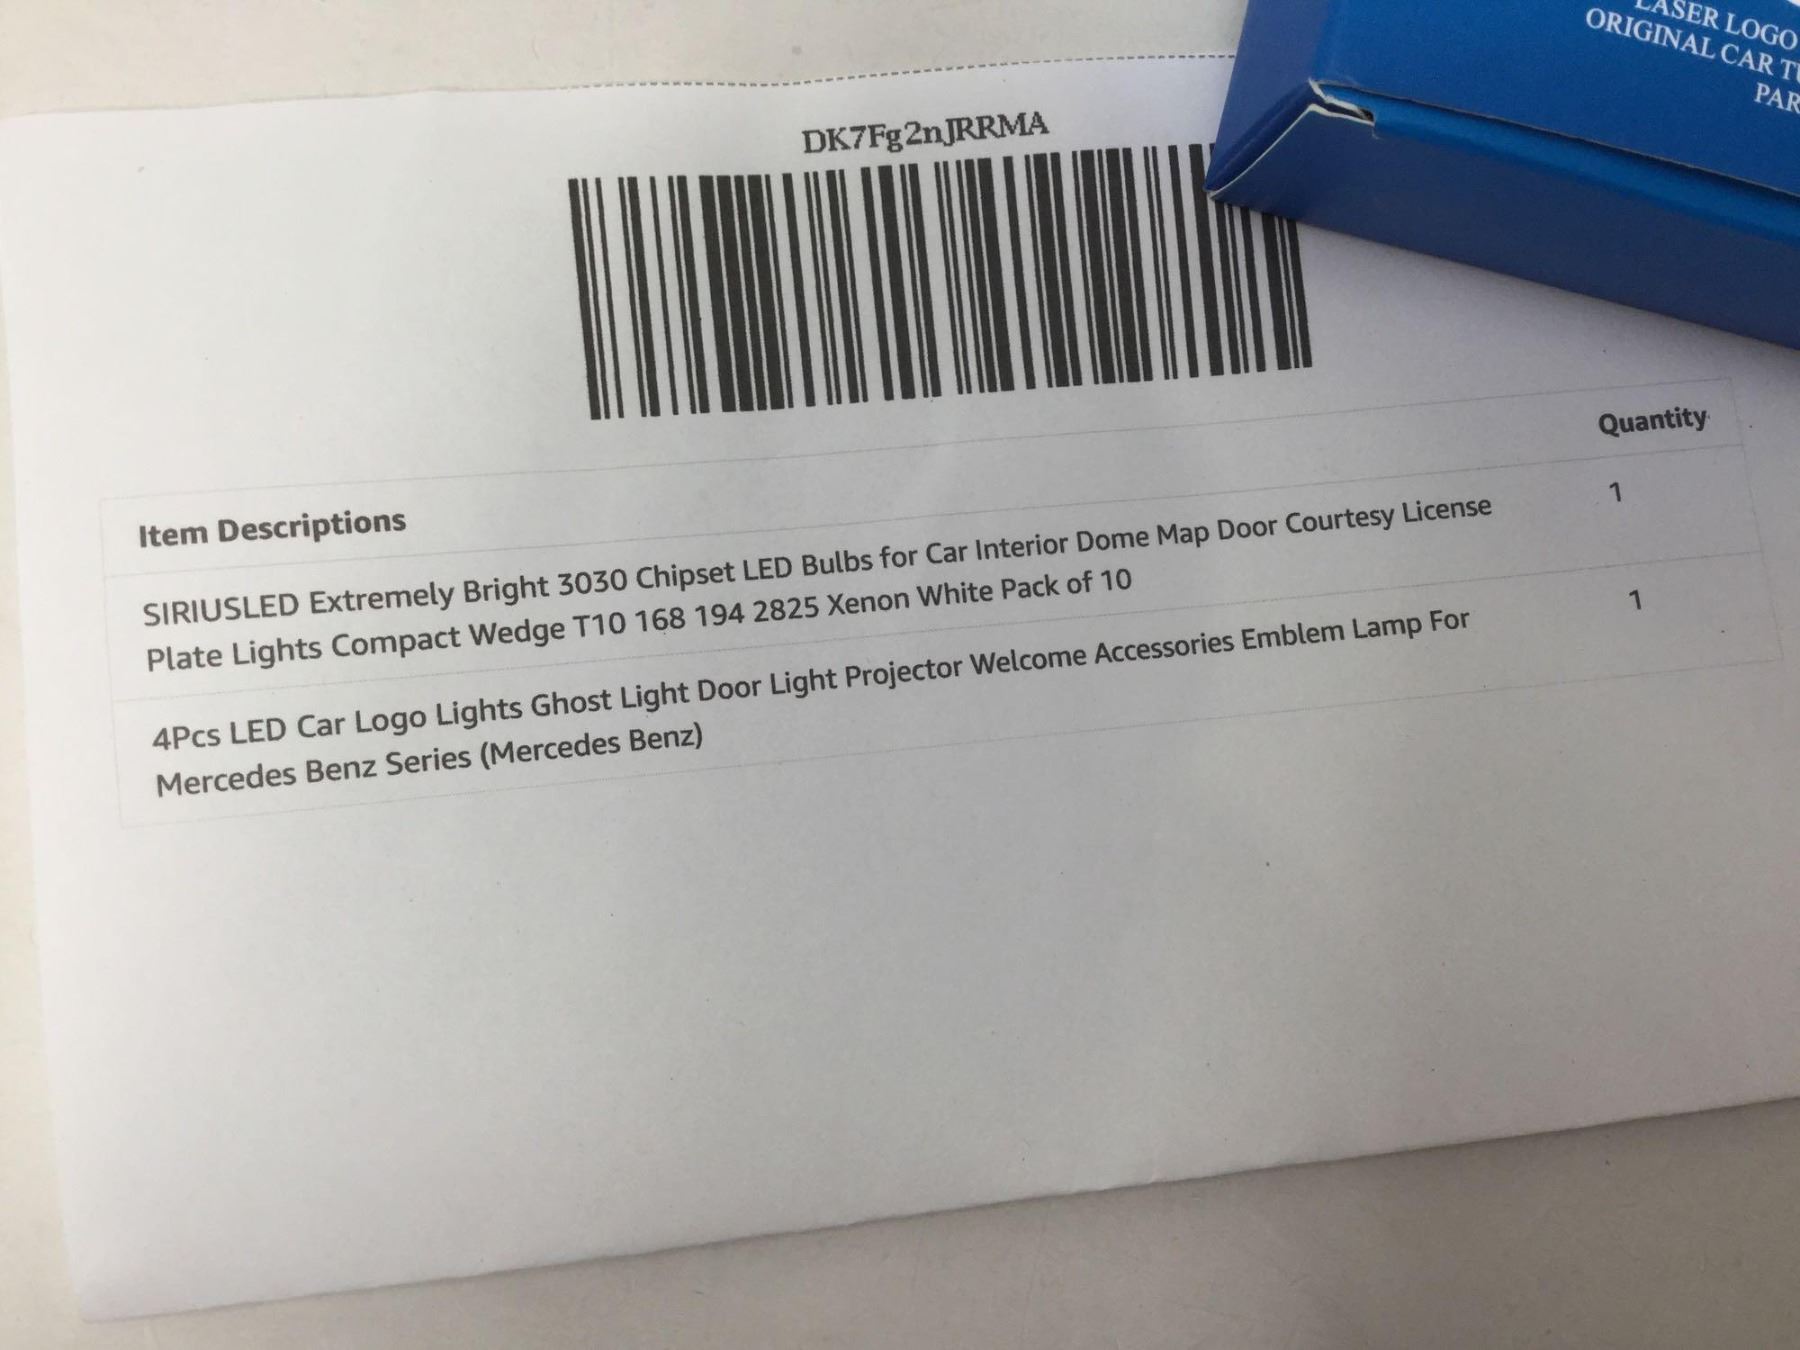 LASER LOGO
ORIGINAL CAR
DK7Fg2nJRRMA
Item Descriptions
Quantity
SIRIUSLED Extremely Bright 3030 Chipset LED Bulbs for Car Interior Dome Map Door Courtesy License
1
Plate Lights Compact Wedge T10 168 194 2825 Xenon White Pack of 10
4Pcs LED Car Logo Lights Ghost Light Door Light Projector Welcome Accessories Emblem Lamp For
1
Mercedes Benz Series (Mercedes Benz)